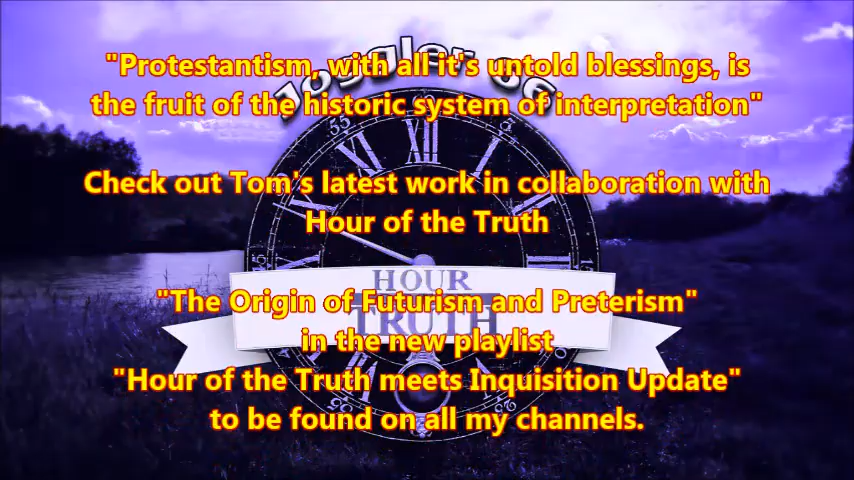 Joggler 66
"Protestantism, with all it's untold blessings, is
the fruit of the historic system of interpretation"
Check out Tom's latest work in collaboration with
Hour of the Truth
HOUR
TRUTH
"The Origin of Futurism and Preterism"
in the new playlist
"Hour of the Truth meets Inquisition Update"
to be found on all my channels.